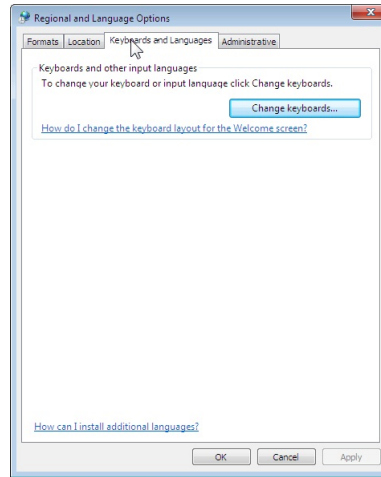 Regional and Language Options
Formats Location Keyboards and Languages Administrative
Keyboards and other input languages
To change your keyboard or input language click Change keyboards.
Change keyboards...
How do I change the keyboard layout for the Welcome screen?
How can I install additional languages?
OK Cancel Apply